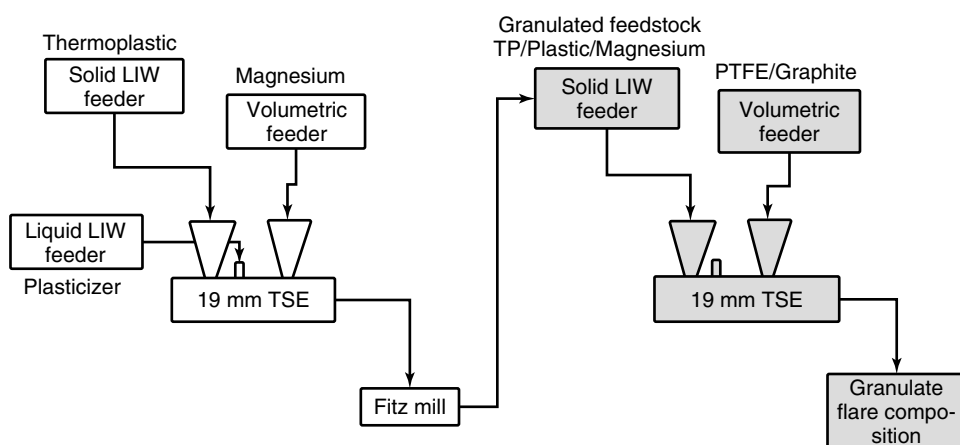 Thermoplastic
Solid LIW
feeder
Magnesium
Volumetric
feeder
Liquid LIW
feeder
Plasticizer
19 mm TSE
Fitz mill
Granulated feedstock
TP/Plastic/Magnesium
Solid LIW
feeder
PTFE/Graphite
Volumetric
feeder
19 mm TSE
Granulate
flare compo-
sition